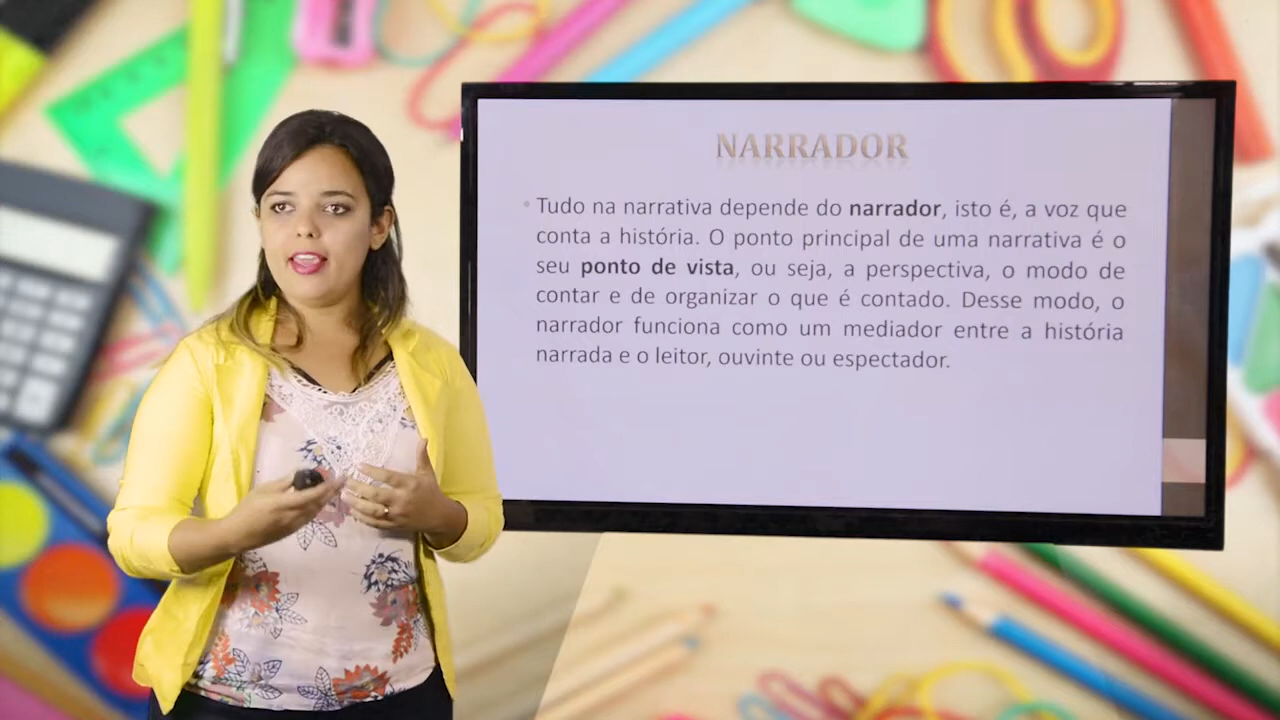 NARRADOR
• Tudo na narrativa depende do narrador, isto é, a voz que
conta a história. O ponto principal de uma narrativa é o
seu ponto de vista, ou seja, a perspectiva, o modo de
contar e de organizar o que é contado. Desse modo, o
narrador funciona como um mediador entre a história
narrada e o leitor, ouvinte ou espectador.